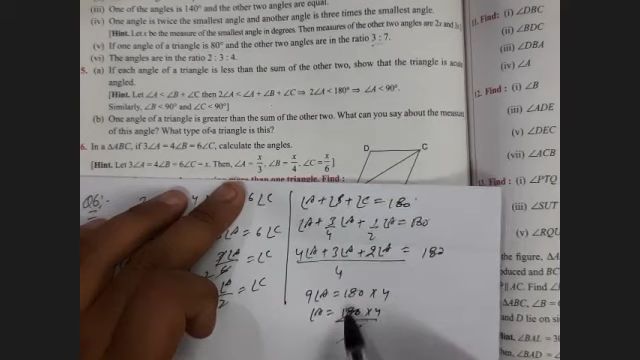 (iii) One of the angles is 140° and the other two angles are equal.
(iv) One angle is twice the smallest angle and another angle is three times the smallest angle.
[Hint. Let x be the measure of the smallest angle in degrees. Then measures of the other two angles are 2x and 3x]
(v) If one angle of a triangle is 80° and the other two angles are in the ratio 3 : 7.
(vi) The angles are in the ratio 2 : 3 : 4.
5. (a) If each angle of a triangle is less than the sum of the other two, show that the triangle is acute
angled.
[Hint. Let ∠A < ∠B + ∠C then 2∠A < ∠A + ∠B + ∠C ⇒ 2∠A < 180° ⇒ ∠A < 90°.
Similarly, ∠B < 90° and ∠C < 90°]
(b) One angle of a triangle is greater than the sum of the other two. What can you say about the measure
of this angle? What type of a triangle is this?
6. In a ΔABC, if 3∠A = 4∠B = 6∠C, calculate the angles.
[Hint. Let 3∠A = 4∠B = 6∠C = x. Then, ∠A = x/3, ∠B = x/4, ∠C = x/6]
more than one triangle. Find :
D C
11. Find: (i) ∠DBC
(ii) ∠BDC
(iii) ∠DBA
(iv) ∠A
12. Find : (i) ∠B
(iii) ∠ADE
(v) ∠DEC
(vii) ∠ACB
13. Find : (i) ∠PTQ
(iii) ∠SUT
(v) ∠RQU
the figure, Δ
produced and BC
∥ AC. Find
ΔABC, ∠B =
and D lie on si
[Hint. ∠BAL = 3
Q6:-
6∠C
∠A = 6∠C
= ∠C
∠A/2 = ∠C
∠A + ∠B + ∠C = 180
∠A + 3/4 ∠A + 1/2 ∠A = 180
4∠A + 3∠A + 2∠A / 4 = 180
9∠A = 180 × 4
∠A = 180 × 4